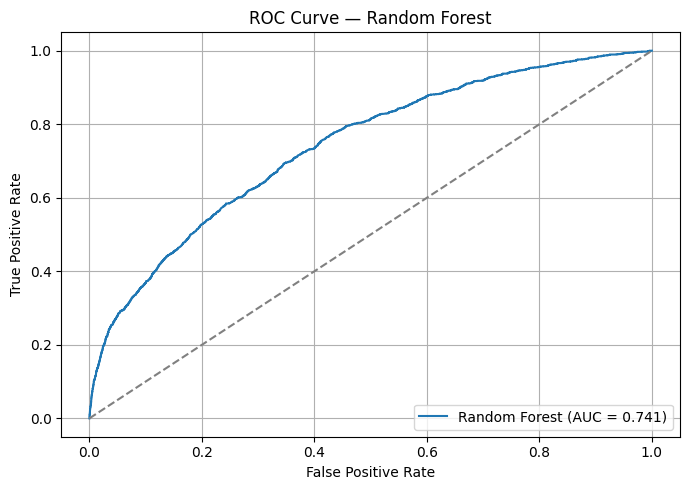 ROC Curve — Random Forest
True Positive Rate
1.0
0.8
0.6
0.4
0.2
0.0
0.0 0.2 0.4 0.6 0.8 1.0
False Positive Rate
Random Forest (AUC = 0.741)